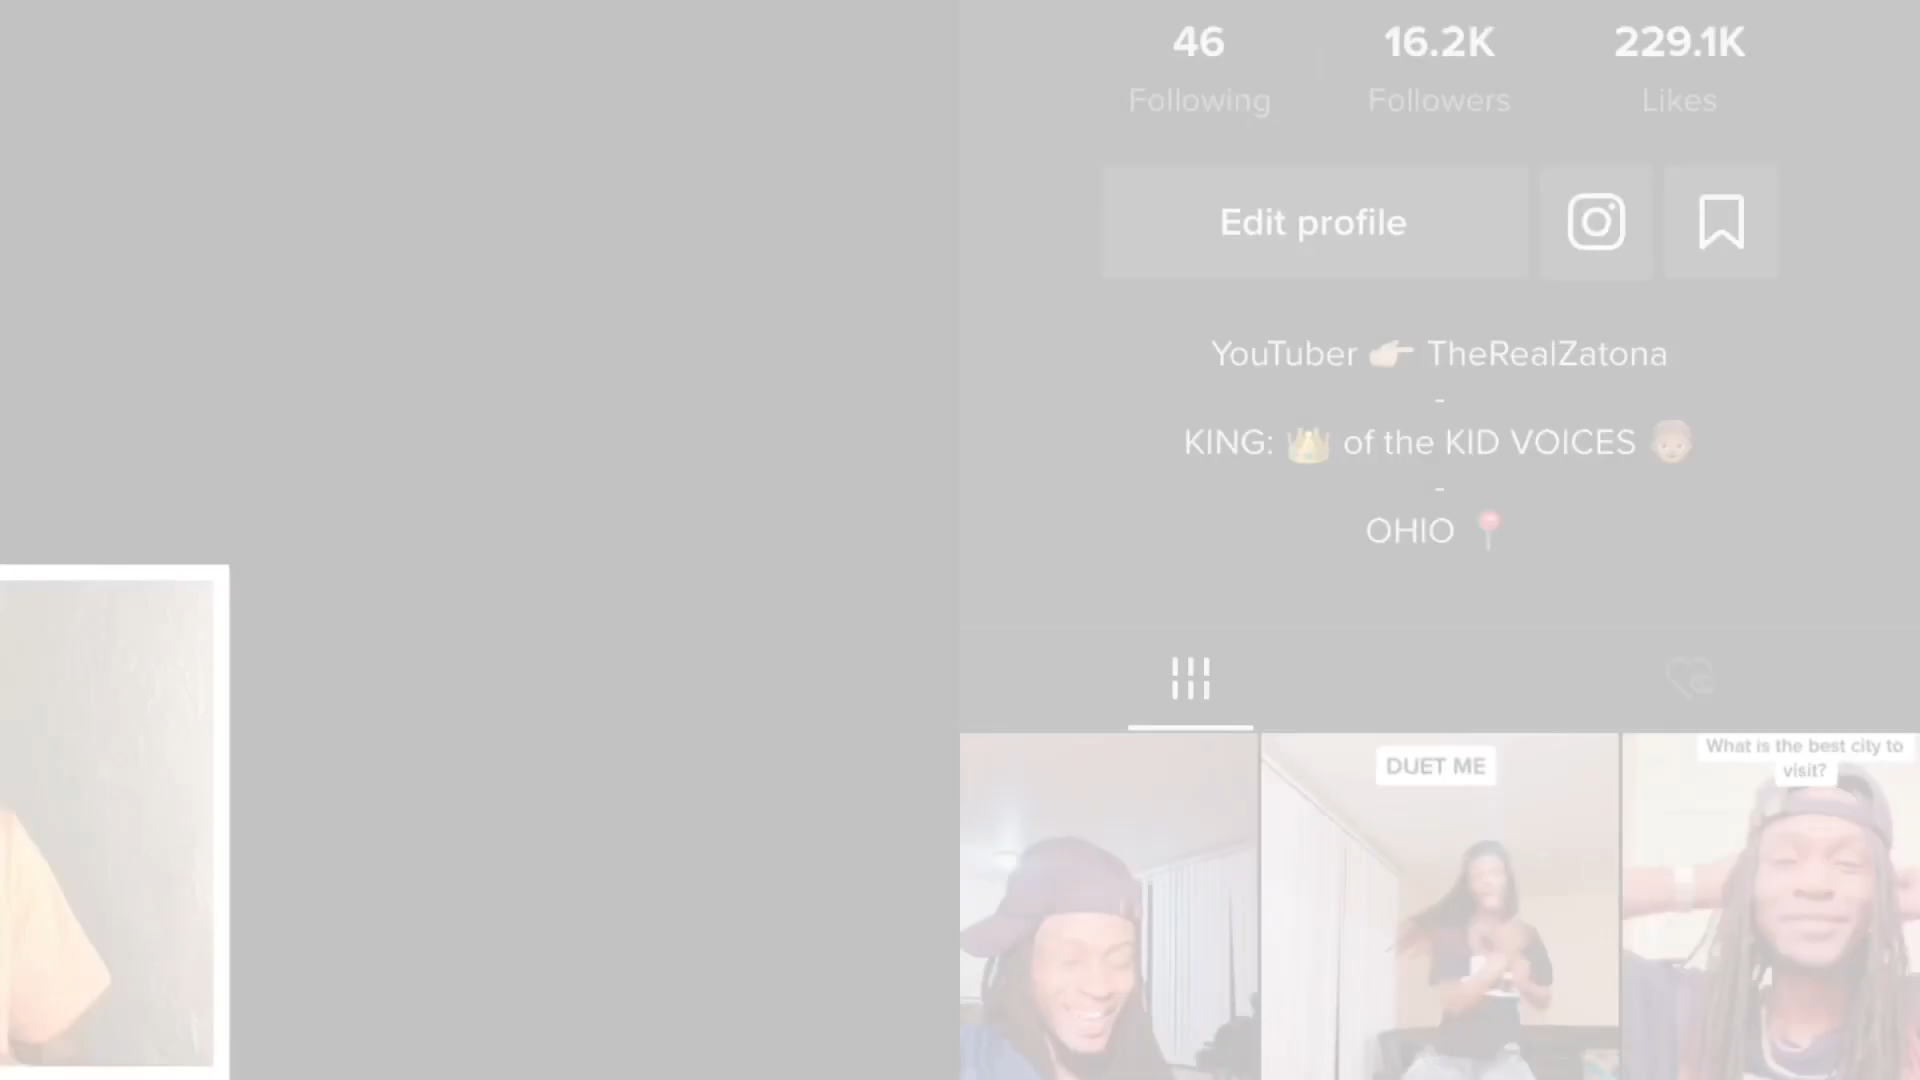 46 16.2K 229.1K
Following Followers Likes
Edit profile
YouTuber 👉🏻 TheRealZatona
-
KING: 👑 of the KID VOICES 👦🏼
-
OHIO 📍
DUET ME
What is the best city to
visit?